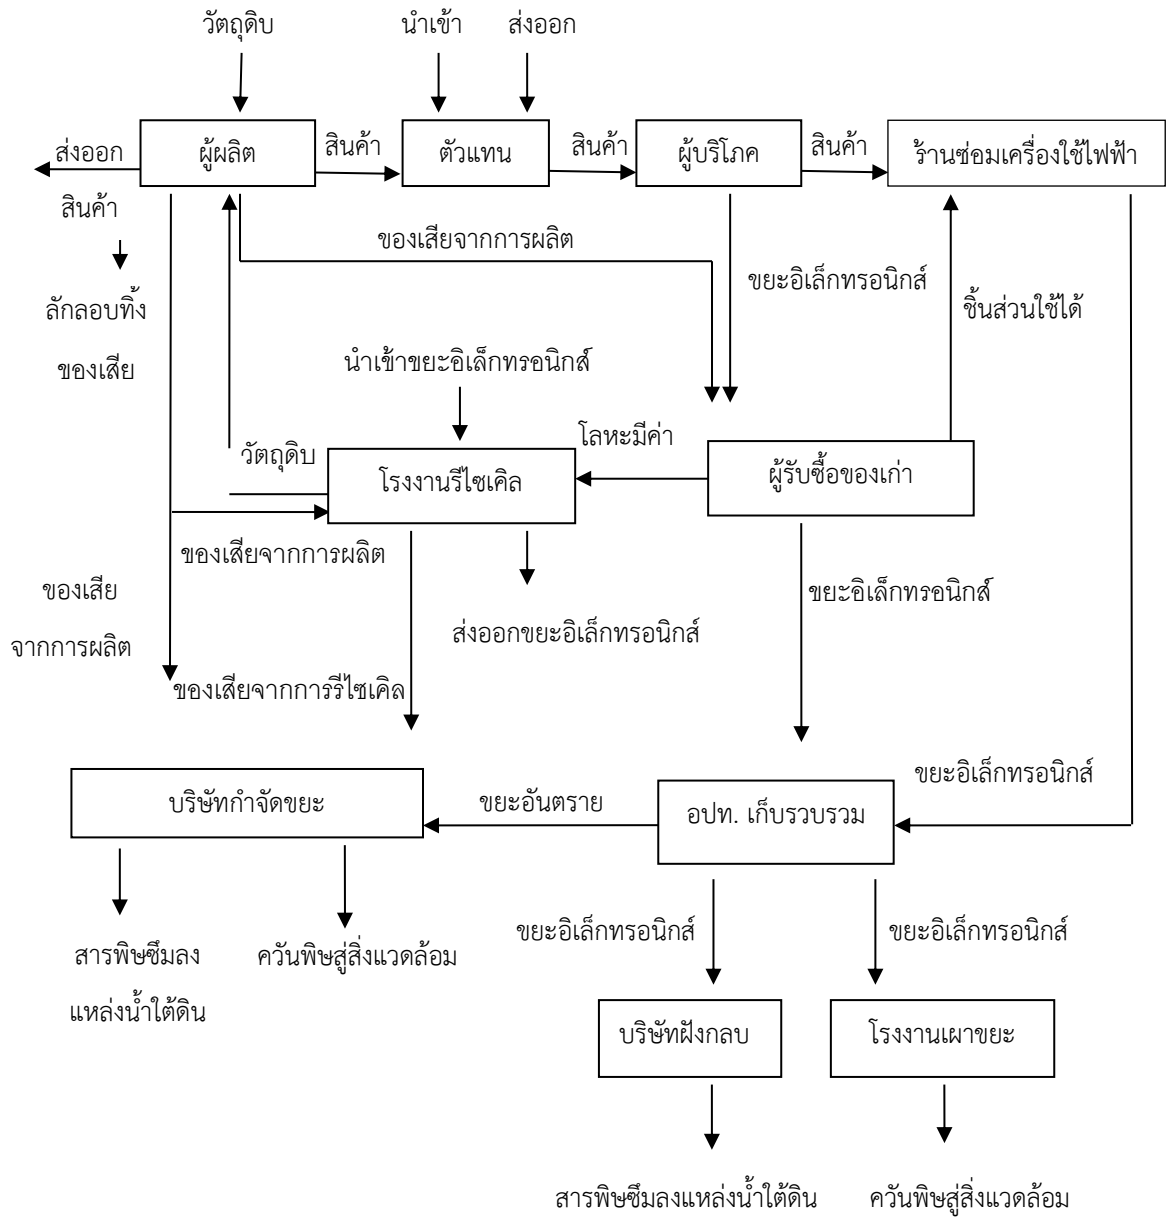 วัตถุดิบ
นำเข้า
ส่งออก
ส่งออก
ผู้ผลิต
สินค้า
ตัวแทน
สินค้า
ผู้บริโภค
สินค้า
ร้านซ่อมเครื่องใช้ไฟฟ้า
สินค้า
ของเสียจากการผลิต
ขยะอิเล็กทรอนิกส์
ชิ้นส่วนใช้ได้
ลักลอบทิ้ง
ของเสีย
นำเข้าขยะอิเล็กทรอนิกส์
วัตถุดิบ
โรงงานรีไซเคิล
โลหะมีค่า
ผู้รับซื้อของเก่า
ของเสียจากการผลิต
ของเสีย
จากการผลิต
ส่งออกขยะอิเล็กทรอนิกส์
ขยะอิเล็กทรอนิกส์
ของเสียจากการรีไซเคิล
บริษัทกำจัดขยะ
ขยะอันตราย
อปท. เก็บรวบรวม
ขยะอิเล็กทรอนิกส์
สารพิษซึมลง
แหล่งน้ำใต้ดิน
ควันพิษสู่สิ่งแวดล้อม
ขยะอิเล็กทรอนิกส์
ขยะอิเล็กทรอนิกส์
บริษัทฝังกลบ
โรงงานเผาขยะ
สารพิษซึมลงแหล่งน้ำใต้ดิน
ควันพิษสู่สิ่งแวดล้อม